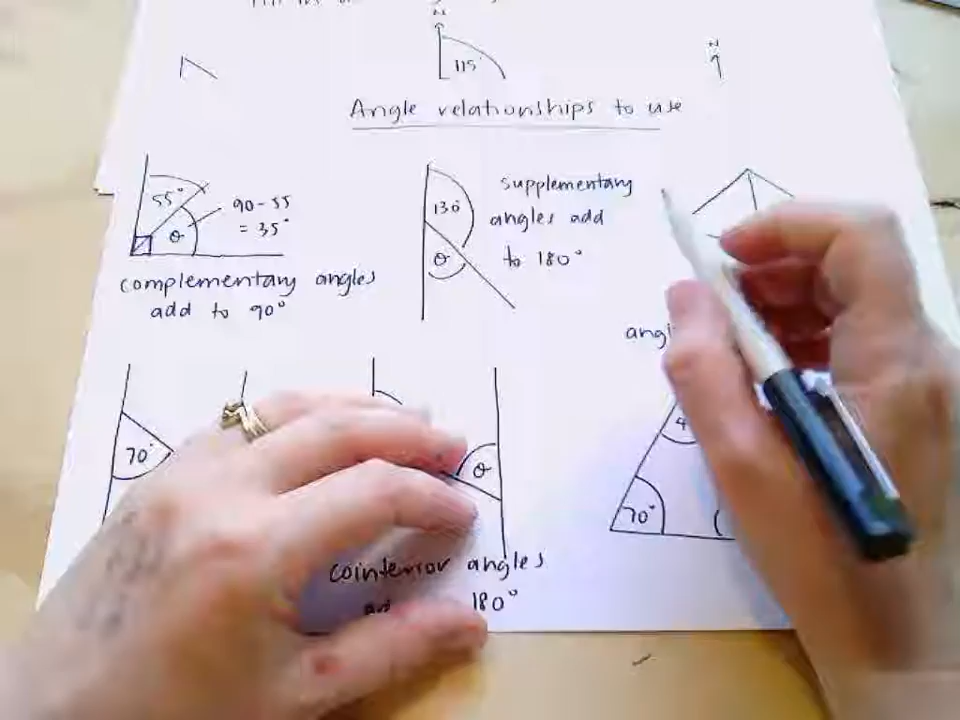 N
115°
N
Angle relationships to use
55°
θ
90-55
= 35°
complementary angles
add to 90°
130
θ
supplementary
angles add
to 180°
70°
θ
cointerior angles
180°
70°